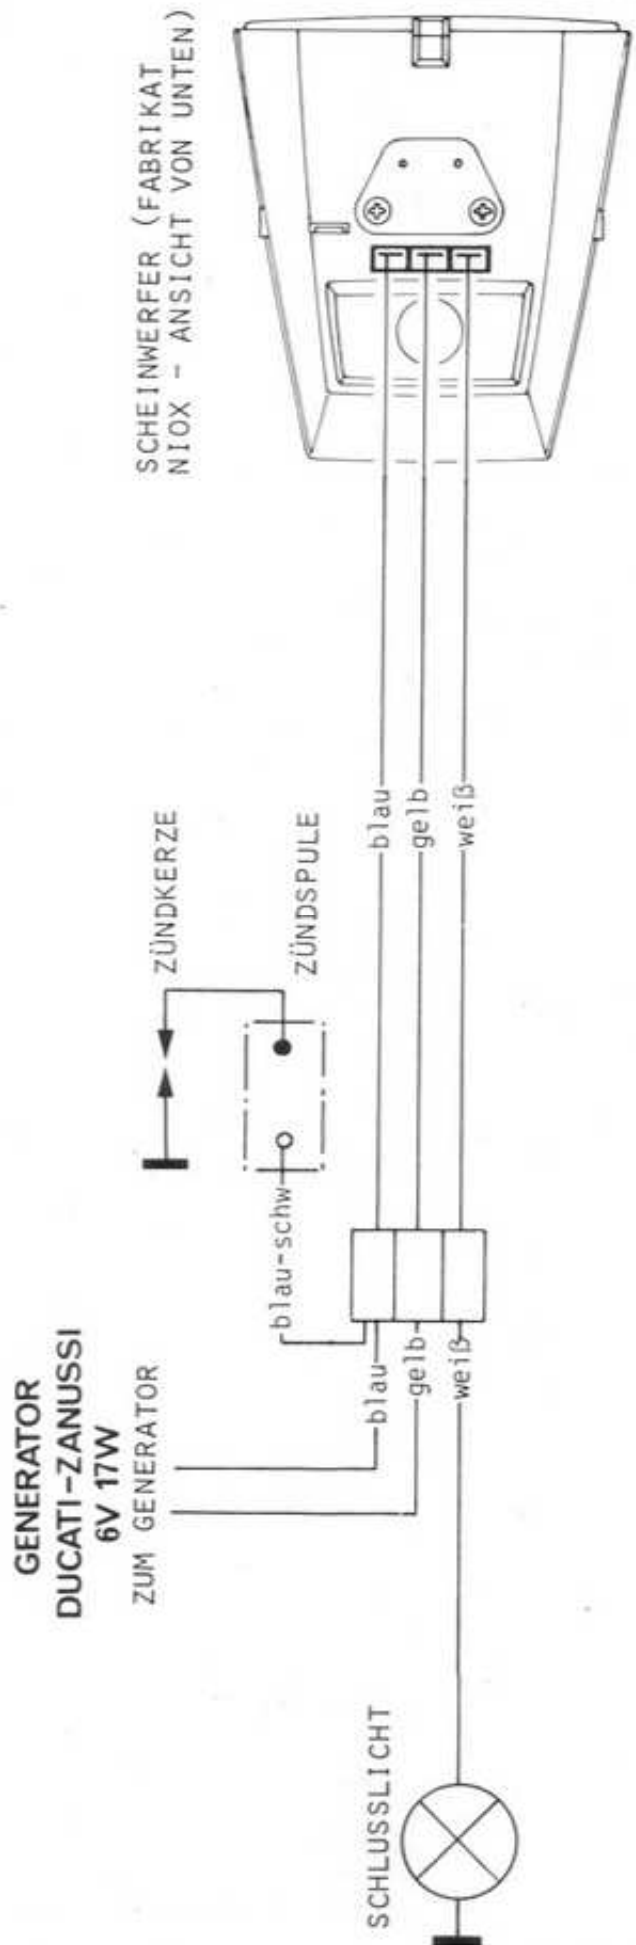 GENERATOR
DUCATI-ZANUSSI
6V 17W
ZUM GENERATOR
SCHEINWERFER (FABRIKAT
NIOX - ANSICHT VON UNTEN)
ZÜNDKERZE
ZÜNDSPULE
blau-schw
blau
gelb
weiß
blau
gelb
weiß
SCHLUSSLICHT